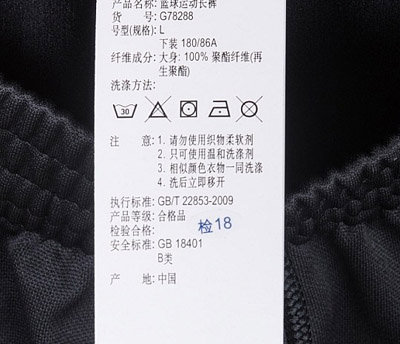 产品名称: 篮球运动长裤
货 号: G78288
号型(规格): L
下装 180/86A
纤维成分: 大身: 100% 聚酯纤维(再
生聚酯)
洗涤方法:
30
注 意: 1. 请勿使用织物柔软剂
2. 只可使用温和洗涤剂
3. 相似颜色衣物一同洗涤
4. 洗后立即移开
执行标准: GB/T 22853-2009
产品等级: 合格品
检验合格: 检18
安全标准: GB 18401
B类
产 地: 中国